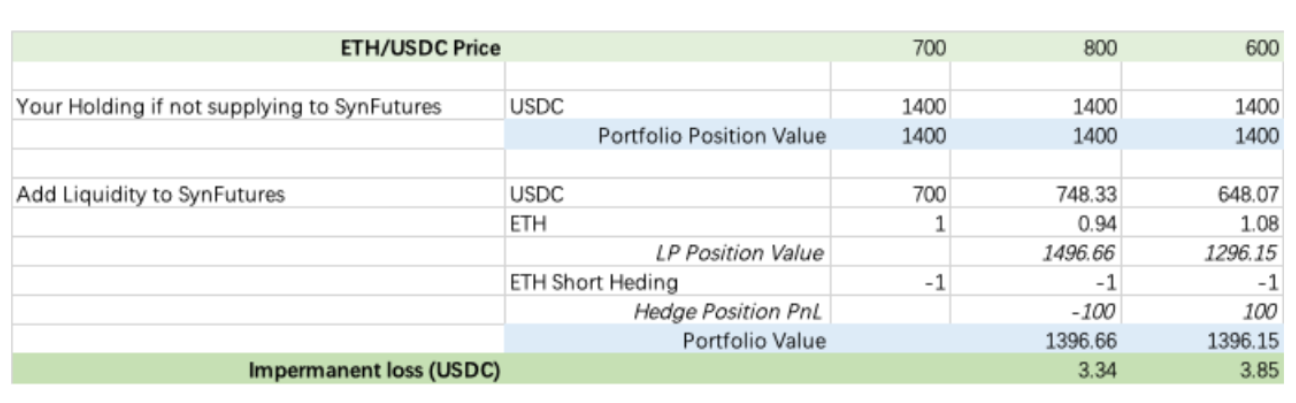 ETH/USDC Price 700 800 600
Your Holding if not supplying to SynFutures USDC 1400 1400 1400
Portfolio Position Value 1400 1400 1400
Add Liquidity to SynFutures USDC 700 748.33 648.07
ETH 1 0.94 1.08
LP Position Value 1496.66 1296.15
ETH Short Heding -1 -1 -1
Hedge Position PnL -100 100
Portfolio Value 1396.66 1396.15
Impermanent loss (USDC) 3.34 3.85